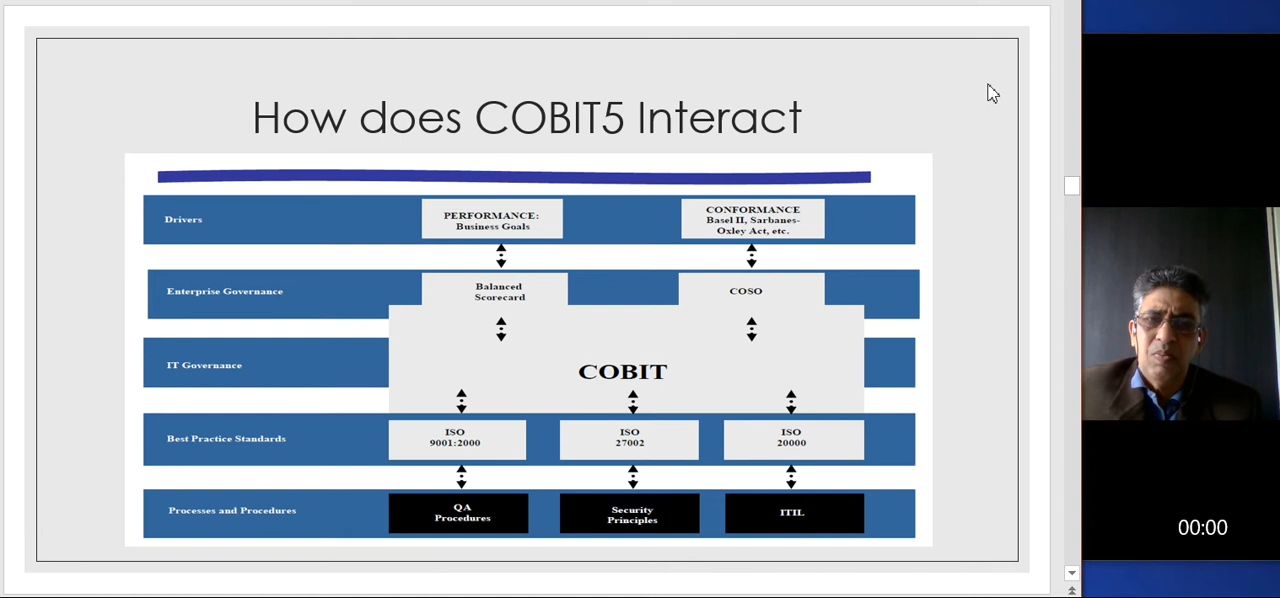 How does COBIT5 Interact
Drivers
PERFORMANCE:
Business Goals
CONFORMANCE
Basel II, Sarbanes-
Oxley Act, etc.
Enterprise Governance
Balanced
Scorecard
COSO
IT Governance
COBIT
Best Practice Standards
ISO
9001:2000
ISO
27002
ISO
20000
Processes and Procedures
QA
Procedures
Security
Principles
ITIL
00:00